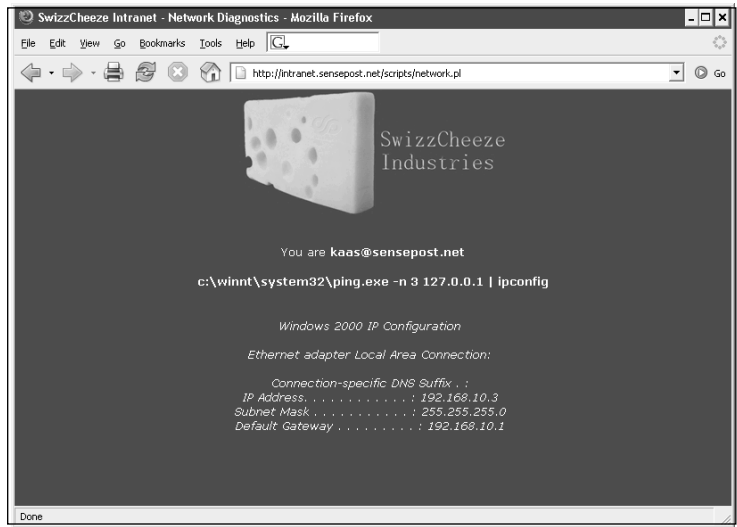 SwizzCheeze Intranet - Network Diagnostics - Mozilla Firefox
File Edit View Go Bookmarks Tools Help G
http://intranet.sensepost.net/scripts/network.pl Go
SwizzCheeze
Industries
You are kaas@sensepost.net
c:\winnt\system32\ping.exe -n 3 127.0.0.1 | ipconfig
Windows 2000 IP Configuration
Ethernet adapter Local Area Connection:
Connection-specific DNS Suffix . :
IP Address. . . . . . . . . . . . : 192.168.10.3
Subnet Mask . . . . . . . . . . . : 255.255.255.0
Default Gateway . . . . . . . . . : 192.168.10.1
Done